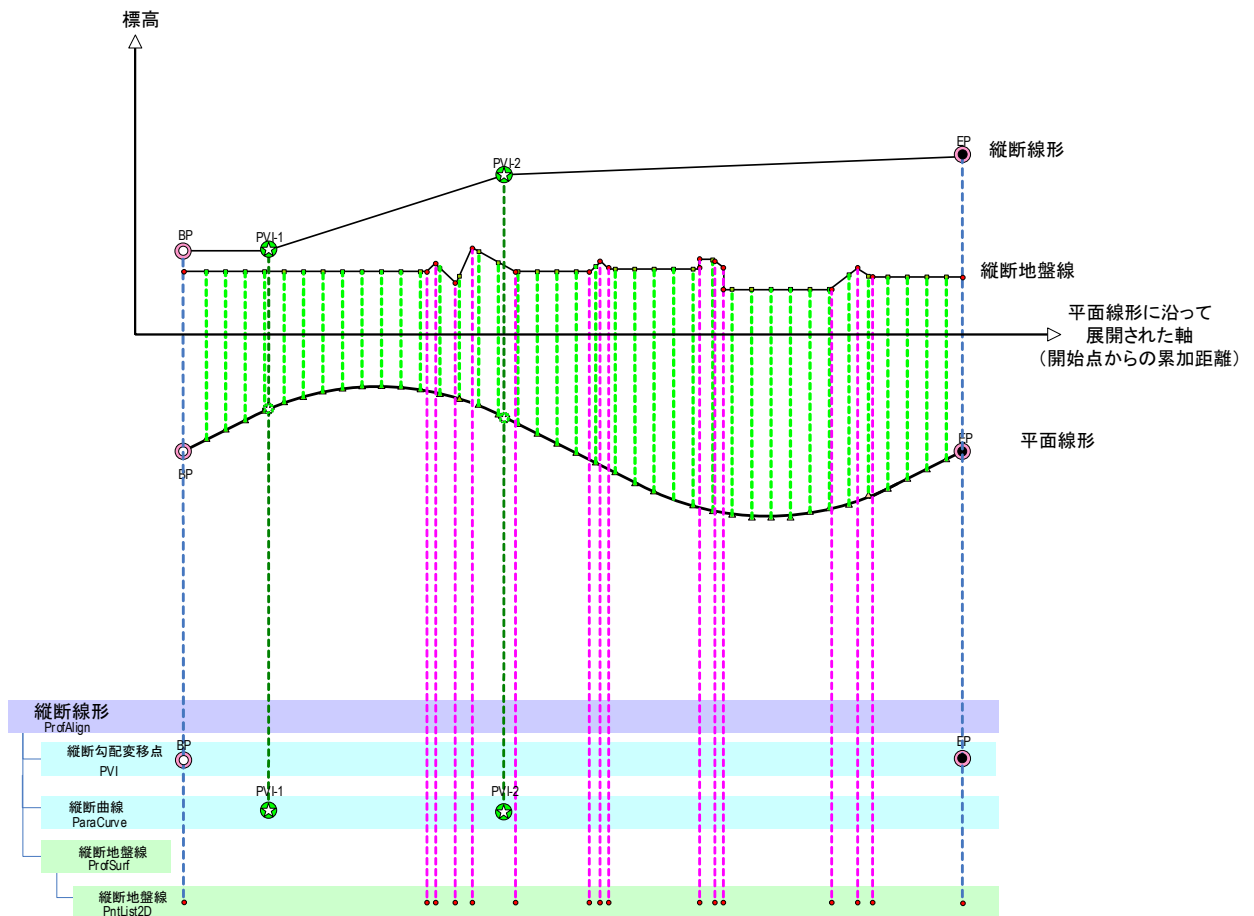 標高
EP
縦断線形
PVI-2
BP
PVI-1
縦断地盤線
平面線形に沿って
展開された軸
(開始点からの累加距離)
EP
平面線形
BP
縦断線形
ProfAlign
縦断勾配変移点
PVI
BP
EP
縦断曲線
ParaCurve
PVI-1
PVI-2
縦断地盤線
ProfSurf
縦断地盤線
PntList2D